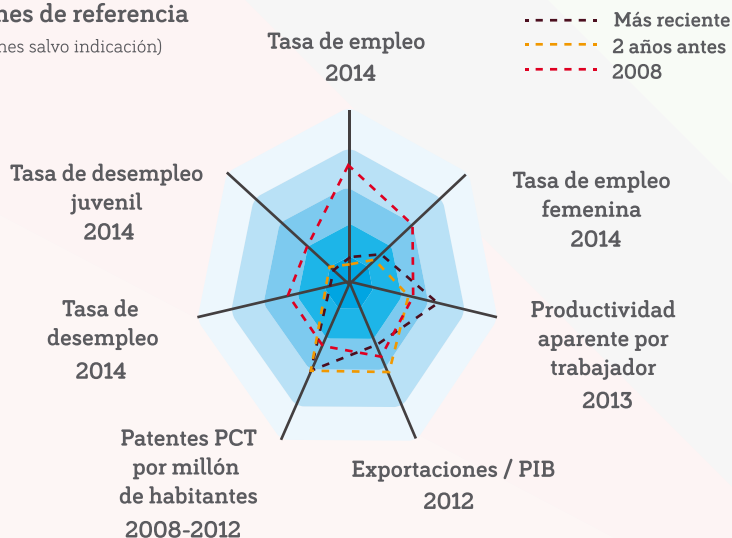 nes de referencia
nes salvo indicación)
Más reciente
2 años antes
2008
Tasa de empleo
2014
Tasa de desempleo
juvenil
2014
Tasa de empleo
femenina
2014
Tasa de
desempleo
2014
Productividad
aparente por
trabajador
2013
Patentes PCT
por millón
de habitantes
2008-2012
Exportaciones / PIB
2012